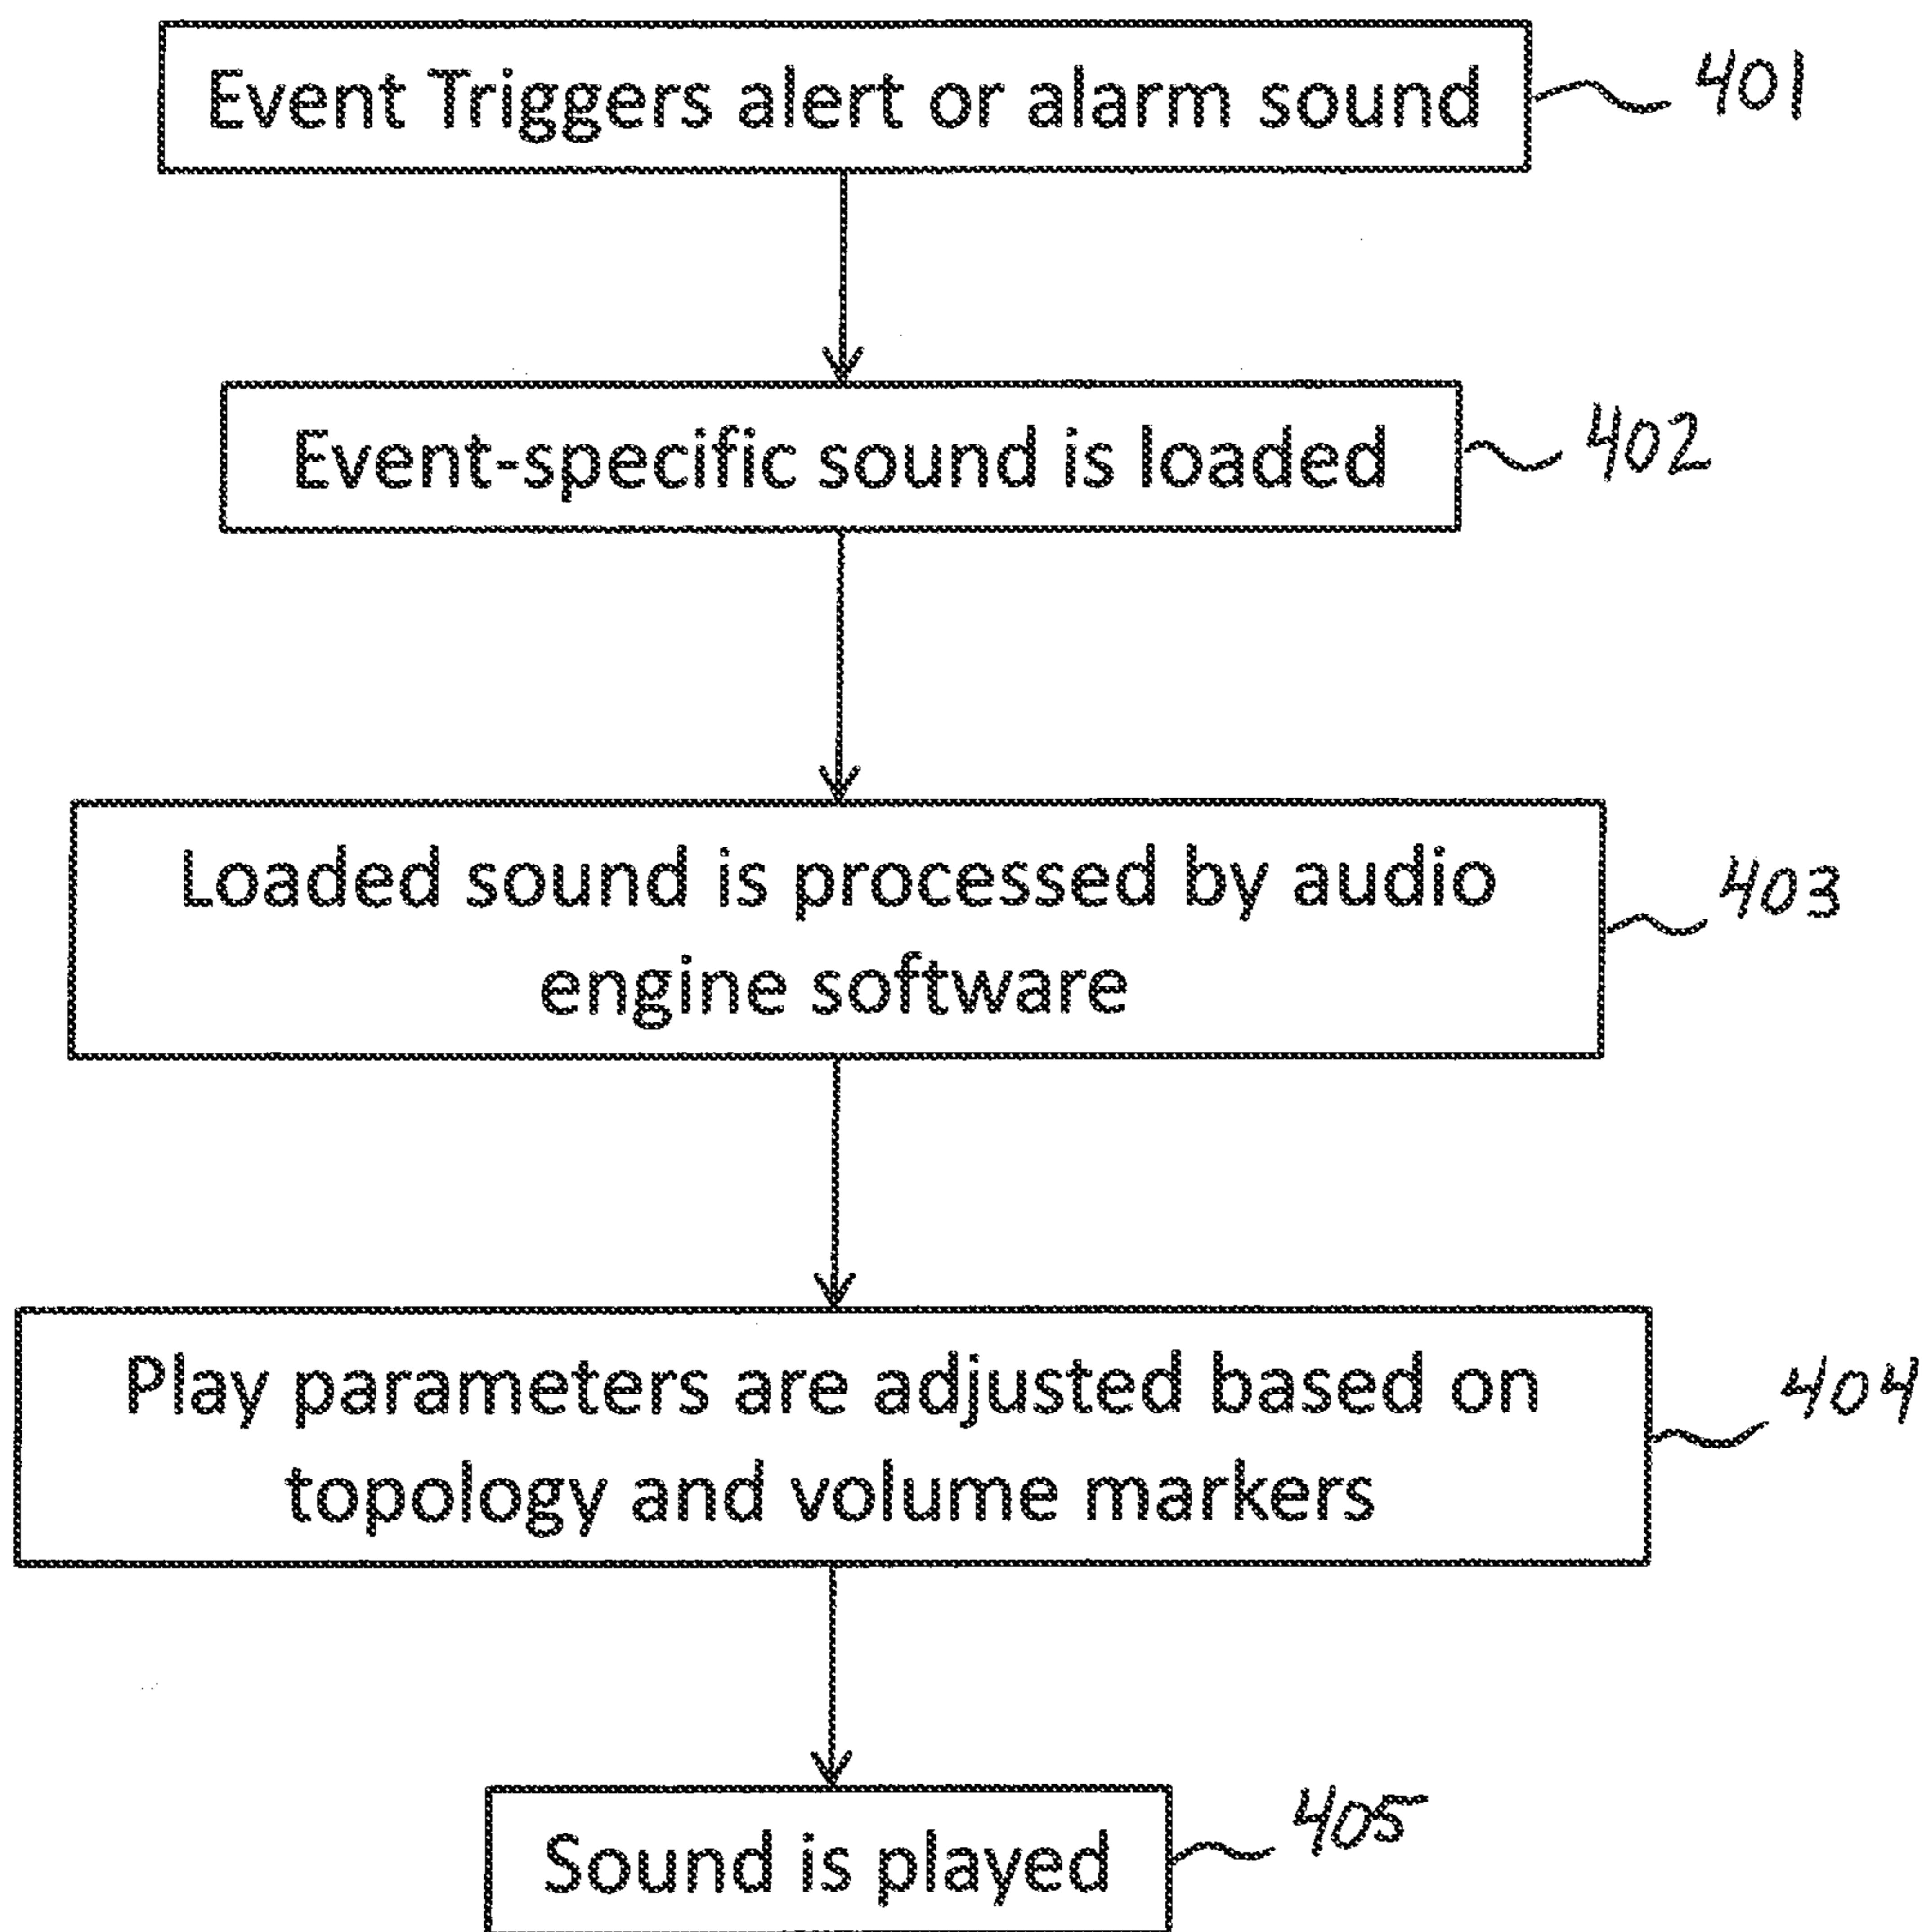 Event Triggers alert or alarm sound
401
Event-specific sound is loaded
402
Loaded sound is processed by audio
engine software
403
Play parameters are adjusted based on
topology and volume markers
404
Sound is played
405